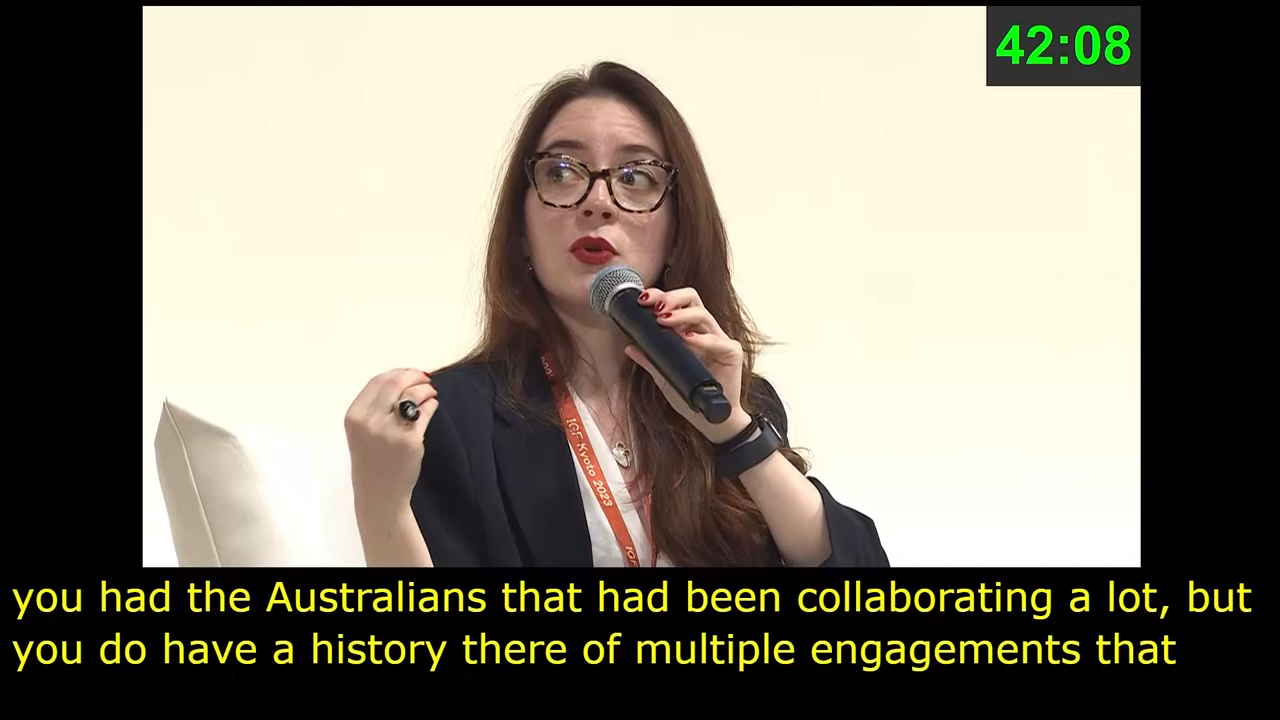 42:08
IGF Kyoto 2023
IGF
you had the Australians that had been collaborating a lot, but
you do have a history there of multiple engagements that